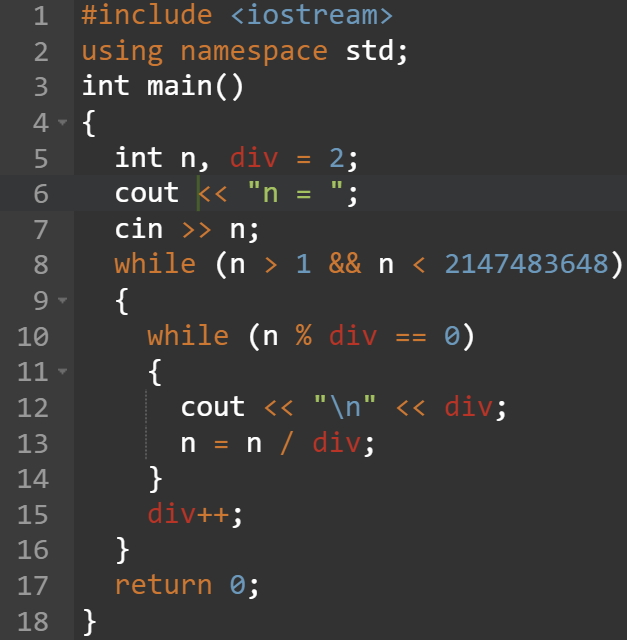 1 #include <iostream>
2 using namespace std;
3 int main()
4 {
5   int n, div = 2;
6   cout << "n = ";
7   cin >> n;
8   while (n > 1 && n < 2147483648)
9   {
10     while (n % div == 0)
11     {
12       cout << "\n" << div;
13       n = n / div;
14     }
15     div++;
16   }
17   return 0;
18 }